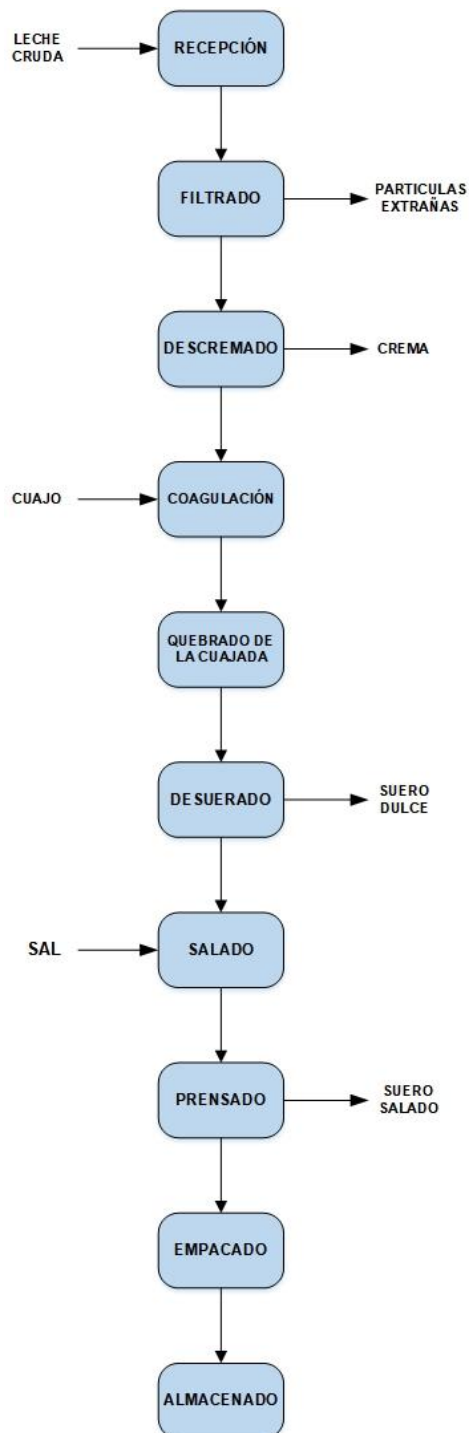 LECHE
CRUDA
RECEPCIÓN
FILTRADO
PARTICULAS
EXTRAÑAS
DESCREMADO
CREMA
CUAJO
COAGULACIÓN
QUEBRADO DE
LA CUAJADA
DESUERADO
SUERO
DULCE
SAL
SALADO
PRENSADO
SUERO
SALADO
EMPACADO
ALMACENADO